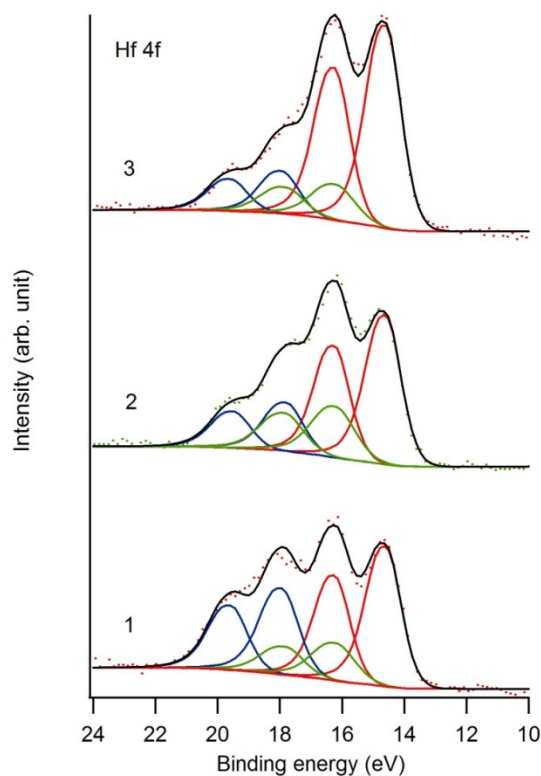 Hf 4f
3
2
1
Intensity (arb. unit)
24 22 20 18 16 14 12 10
Binding energy (eV)